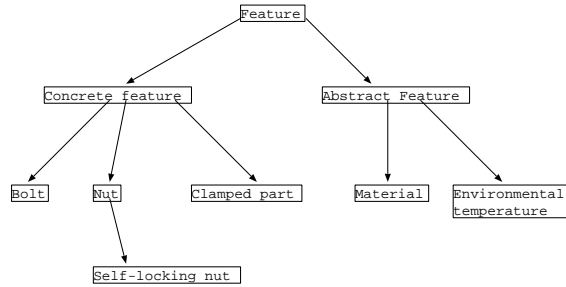 Feature
Concrete feature
Abstract Feature
Bolt
Nut
Clamped part
Material
Environmental
temperature
Self-locking nut